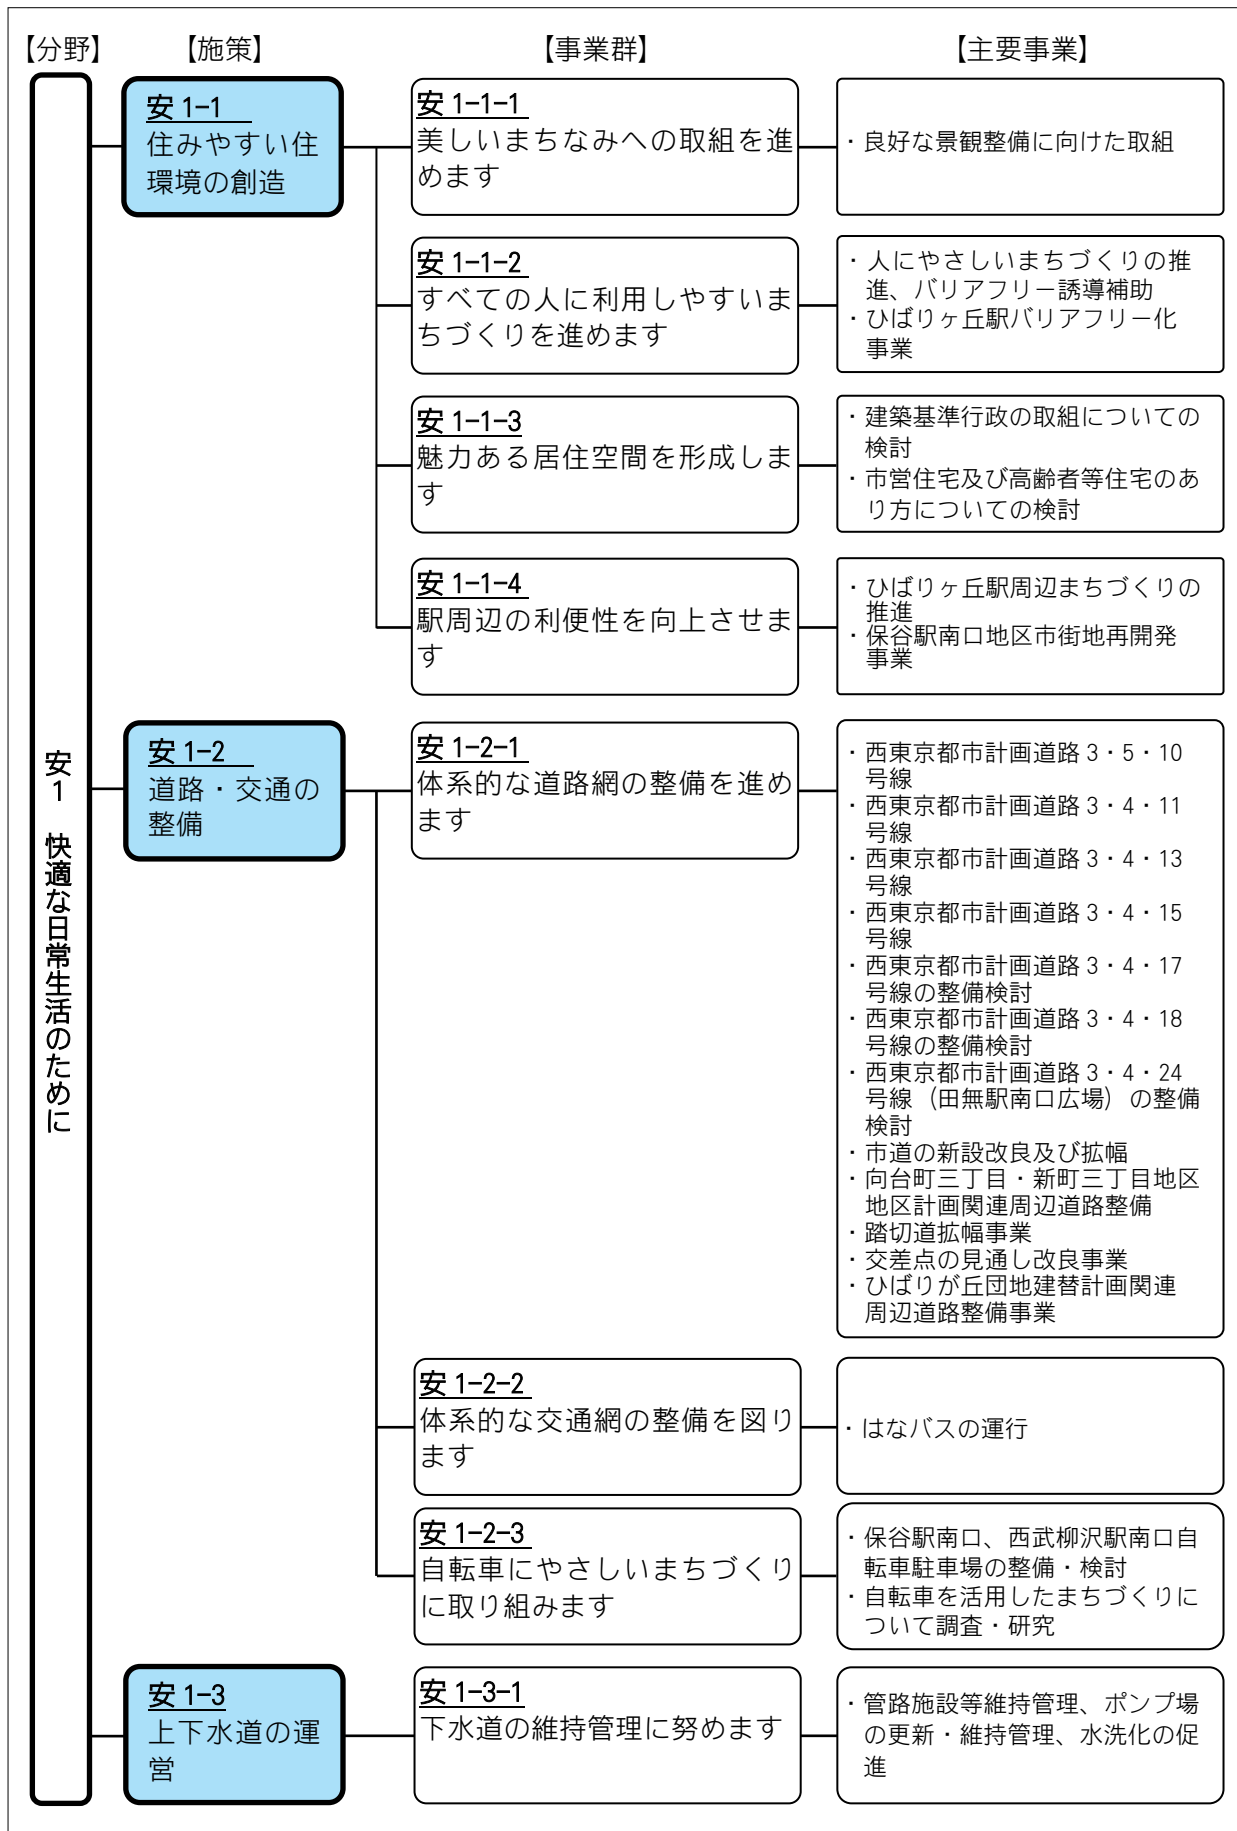 【分野】
【施策】
【事業群】
【主要事業】
安1 快適な日常生活のために
安 1-1
住みやすい住
環境の創造
安 1-1-1
美しいまちなみへの取組を進
めます
・良好な景観整備に向けた取組
安 1-1-2
すべての人に利用しやすいま
ちづくりを進めます
・人にやさしいまちづくりの推
進、バリアフリー誘導補助
・ひばりヶ丘駅バリアフリー化
事業
安 1-1-3
魅力ある居住空間を形成しま
す
・建築基準行政の取組についての
検討
・市営住宅及び高齢者等住宅のあ
り方についての検討
安 1-1-4
駅周辺の利便性を向上させま
す
・ひばりヶ丘駅周辺まちづくりの
推進
・保谷駅南口地区市街地再開発
事業
安 1-2
道路・交通の
整備
安 1-2-1
体系的な道路網の整備を進め
ます
・西東京都市計画道路 3・5・10
号線
・西東京都市計画道路 3・4・11
号線
・西東京都市計画道路 3・4・13
号線
・西東京都市計画道路 3・4・15
号線
・西東京都市計画道路 3・4・17
号線の整備検討
・西東京都市計画道路 3・4・18
号線の整備検討
・西東京都市計画道路 3・4・24
号線（田無駅南口広場）の整備
検討
・市道の新設改良及び拡幅
・向台町三丁目・新町三丁目地区
地区計画関連周辺道路整備
・踏切道拡幅事業
・交差点の見通し改良事業
・ひばりが丘団地建替計画関連
周辺道路整備事業
安 1-2-2
体系的な交通網の整備を図り
ます
・はなバスの運行
安 1-2-3
自転車にやさしいまちづくり
に取り組みます
・保谷駅南口、西武柳沢駅南口自
転車駐車場の整備・検討
・自転車を活用したまちづくりに
ついて調査・研究
安 1-3
上下水道の運
営
安 1-3-1
下水道の維持管理に努めます
・管路施設等維持管理、ポンプ場
の更新・維持管理、水洗化の促
進